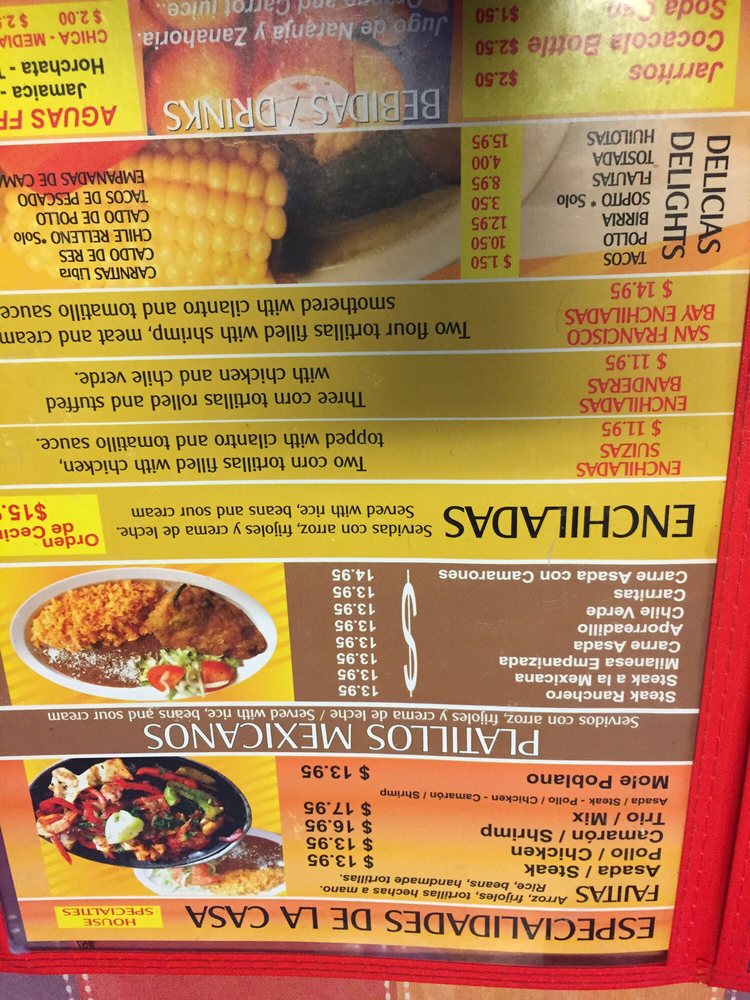 ESPECIALIDADES DE LA CASA
HOUSE
SPECIALTIES
FAJITAS Arroz, frijoles, tortillas hechas a mano.
Rice, beans, handmade tortillas.
Asada / Steak $ 13.95
Pollo / Chicken $ 13.95
Camarón / Shrimp $ 16.95
Trio / Mix $ 17.95
Asada / Steak - Pollo / Chicken - Camarón / Shrimp
Mole Poblano $ 13.95
PLATILLOS MEXICANOS
Servidos con arroz, frijoles y crema de leche / Served with rice, beans and sour cream
Steak Ranchero 13.95
Steak a la Mexicana 13.95
Milanesa Empanizada 13.95
Carne Asada 13.95
Aporreadillo 13.95
Chile Verde 13.95
Carnitas 13.95
Carne Asada con Camarones 14.95
$
ENCHILADAS
Servidas con arroz, frijoles y crema de leche.
Served with rice, beans and sour cream
Orden
de
$15.
ENCHILADAS
SUIZAS
$ 11.95
Two corn tortillas filled with chicken,
topped with cilantro and tomatillo sauce.
ENCHILADAS
BANDERAS
$ 11.95
Three corn tortillas rolled and stuffed
with chicken and chile verde.
SAN FRANCISCO
BAY ENCHILADAS
$ 14.95
Two flour tortillas filled with shrimp, meat and cream
smothered with cilantro and tomatillo sauce
DELICIAS
DELIGHTS
TACOS $ 1.50
POLLO 10.50
BIRRIA 12.95
SOPITO * Solo 3.50
FLAUTAS 8.95
TOSTADA 4.00
HUILOTAS 15.95
CARNITAS Libra
CALDO DE RES
CHILE RELLENO *Solo
CALDO DE POLLO
TACOS DE PESCADO
EMPANADAS DE
Jarritos $2.50
Cocacola Bottle $2.50
Soda Can $1.50
BEBIDAS / DRINKS
Jugo de Naranja y Zanahoria.
Orange and Carrot juice.
AGUAS
Jamaica -
Horchata -
CHICA - MEDIA
$ 2.00